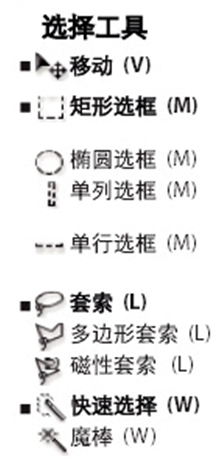 选择工具
移动 (V)
矩形选框 (M)
椭圆选框 (M)
单列选框 (M)
单行选框 (M)
套索 (L)
多边形套索 (L)
磁性套索 (L)
快速选择 (W)
魔棒 (W)